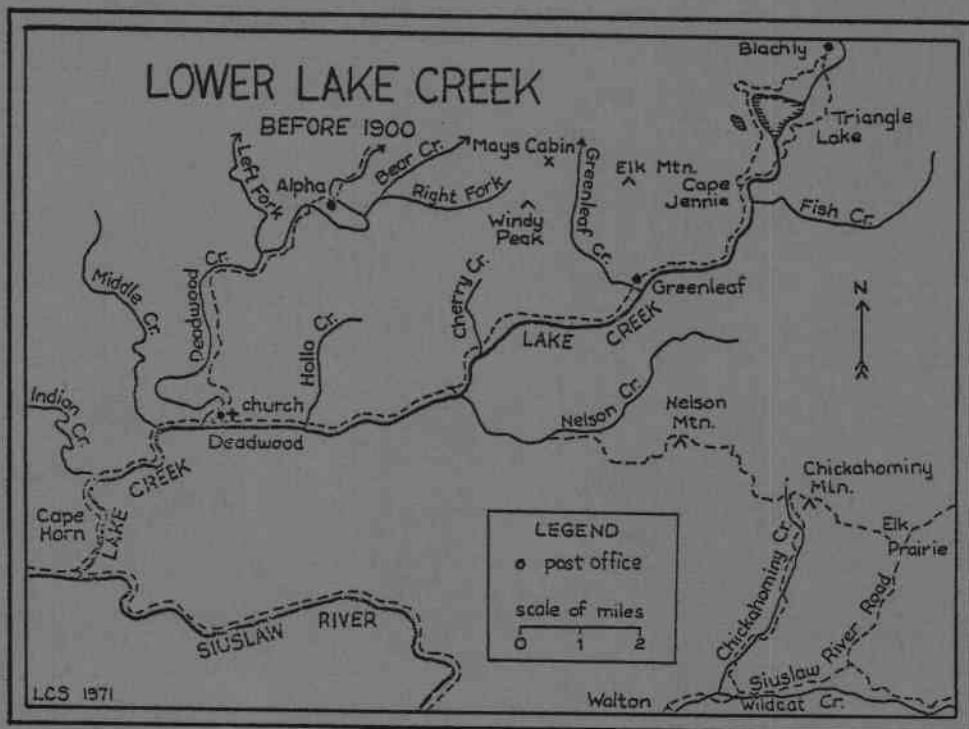 LOWER LAKE CREEK
BEFORE 1900
Blachly
Triangle
Lake
Left Fork
Alpha
Bear Cr.
Mays Cabin
Greenleaf Cr.
Elk Mtn.
Cape
Jennie
Right Fork
Windy
Peak
Fish Cr.
Middle Cr.
Deadwood Cr.
Cherry Cr.
Greenleaf
N
Hollo Cr.
LAKE CREEK
Indian Cr.
church
Deadwood
Nelson Cr.
Nelson
Mtn.
LAKE CREEK
Chickahominy
Mtn.
Cape
Horn
Elk
Prairie
LEGEND
post office
scale of miles
0 1 2
Chickahominy Cr.
Siuslaw River Road
SIUSLAW RIVER
Walton
Wildcat Cr.
LCS 1971